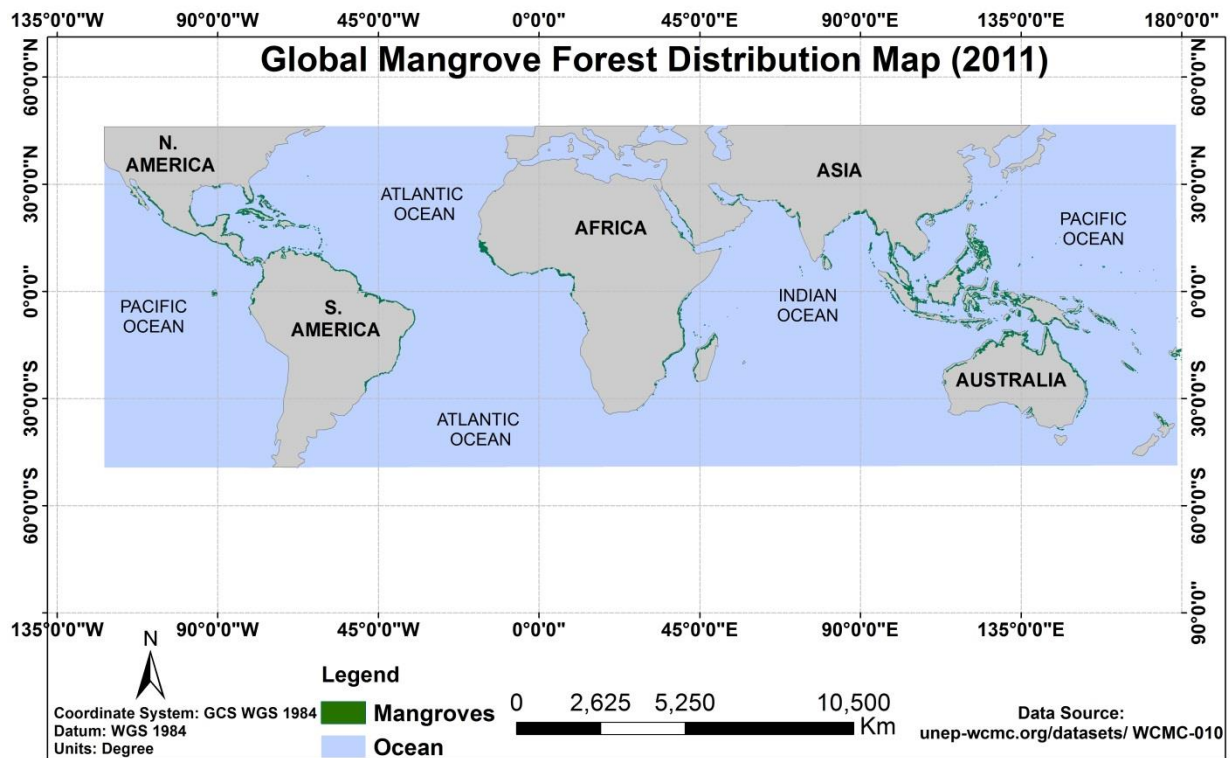 135°0'0"W 90°0'0"W 45°0'0"W 0°0'0" 45°0'0"E 90°0'0"E 135°0'0"E 180°0'0"
Global Mangrove Forest Distribution Map (2011)
60°0'0"N 60°0'0"N
N.
AMERICA
ASIA
30°0'0"N 30°0'0"N
ATLANTIC
OCEAN
AFRICA
PACIFIC
OCEAN
0°0'0" 0°0'0"
PACIFIC
OCEAN
S.
AMERICA
INDIAN
OCEAN
AUSTRALIA
30°0'0"S 30°0'0"S
ATLANTIC
OCEAN
60°0'0"S 60°0'0"S
90°0'0"
135°0'0"W 90°0'0"W 45°0'0"W 0°0'0" 45°0'0"E 90°0'0"E 135°0'0"E
N
Coordinate System: GCS WGS 1984
Datum: WGS 1984
Units: Degree
Legend
Mangroves
Ocean
0 2,625 5,250 10,500
Km
Data Source:
unep-wcmc.org/datasets/ WCMC-010